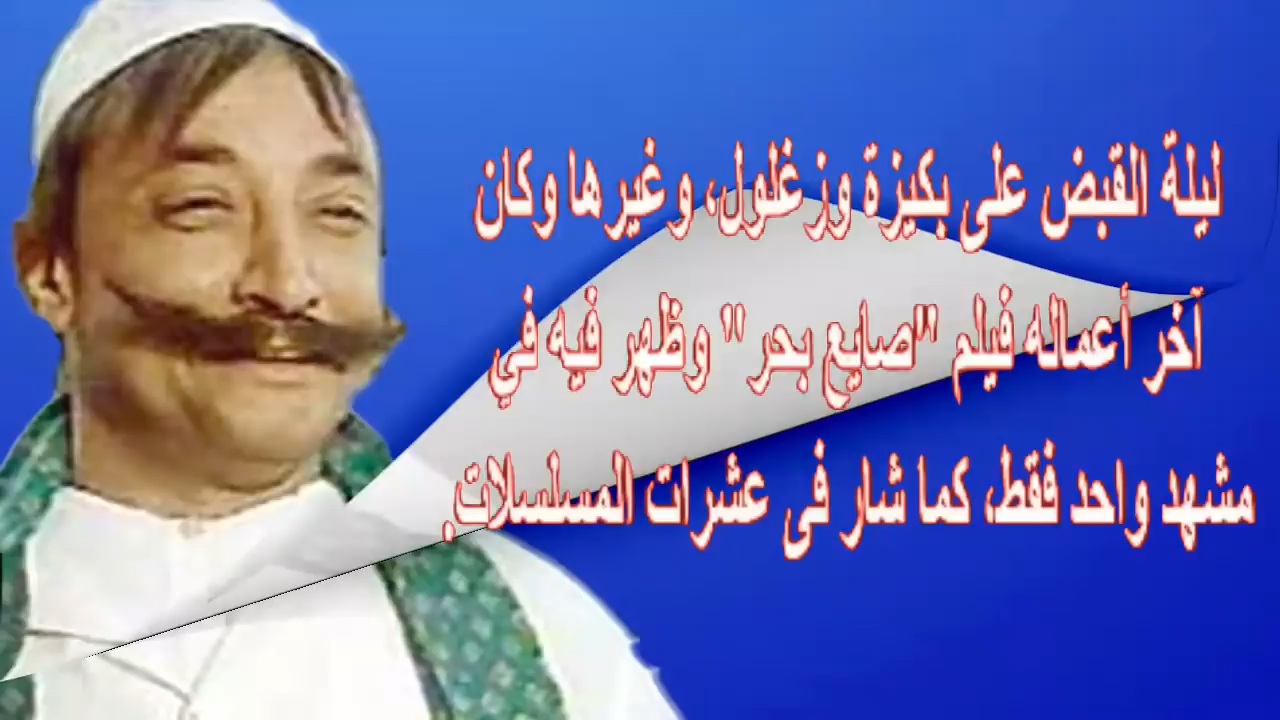 ليلة القبض على بكيزة وزغلول، وغيرها وكان
آخر أعماله فيلم "صايع بحر" وظهر فيه في
مشهد واحد فقط، كما شار فى عشرات المسلسلات.